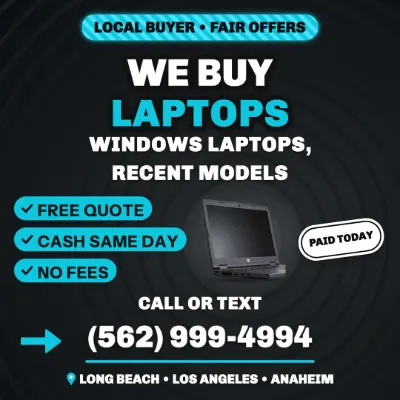 LOCAL BUYER • FAIR OFFERS
WE BUY
LAPTOPS
WINDOWS LAPTOPS,
RECENT MODELS
FREE QUOTE
CASH SAME DAY
NO FEES
PAID TODAY
CALL OR TEXT
(562) 999-4994
LONG BEACH • LOS ANGELES • ANAHEIM